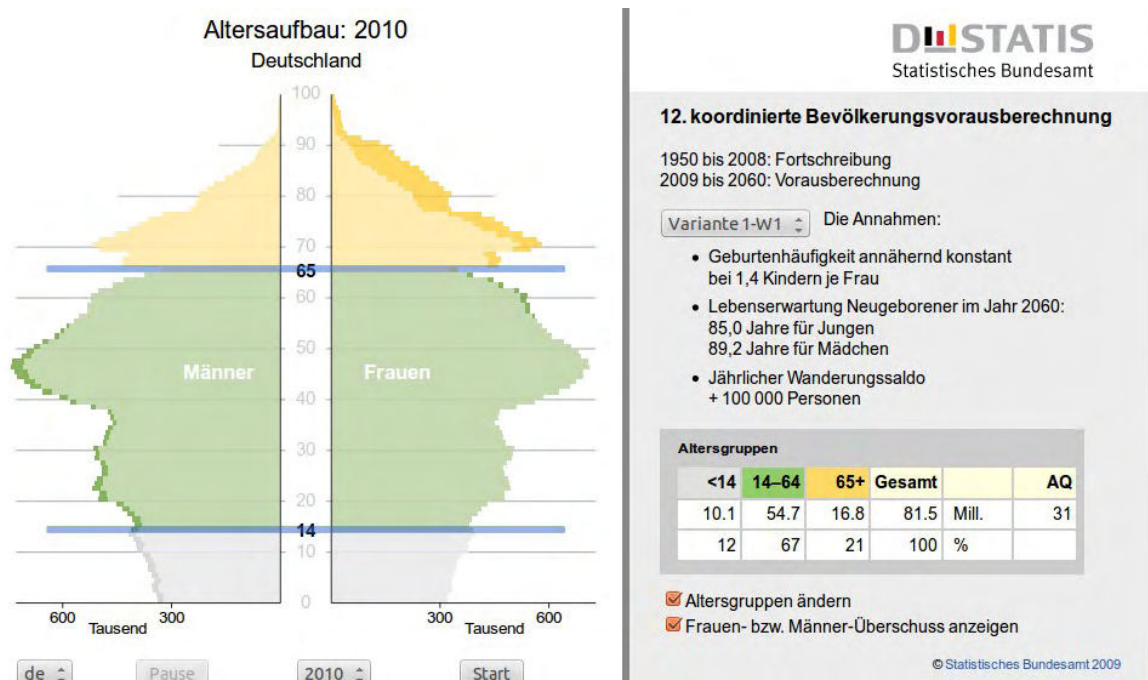 Altersaufbau: 2010
Deutschland
100
90
80
70
65
60
50
Männer
Frauen
40
30
20
14
10
0
600
300
300
600
Tausend
Tausend
de
Pause
2010
Start
DSTATIS
Statistisches Bundesamt
12. koordinierte Bevölkerungsvorausberechnung
1950 bis 2008: Fortschreibung
2009 bis 2060: Vorausberechnung
Variante 1-W1 Die Annahmen:
• Geburtenhäufigkeit annähernd konstant
bei 1,4 Kindern je Frau
• Lebenserwartung Neugeborener im Jahr 2060:
85,0 Jahre für Jungen
89,2 Jahre für Mädchen
• Jährlicher Wanderungssaldo
+ 100 000 Personen
Altersgruppen
<14 14–64 65+ Gesamt AQ
10.1 54.7 16.8 81.5 Mill. 31
12 67 21 100 %
Altersgruppen ändern
Frauen- bzw. Männer-Überschuss anzeigen
© Statistisches Bundesamt 2009